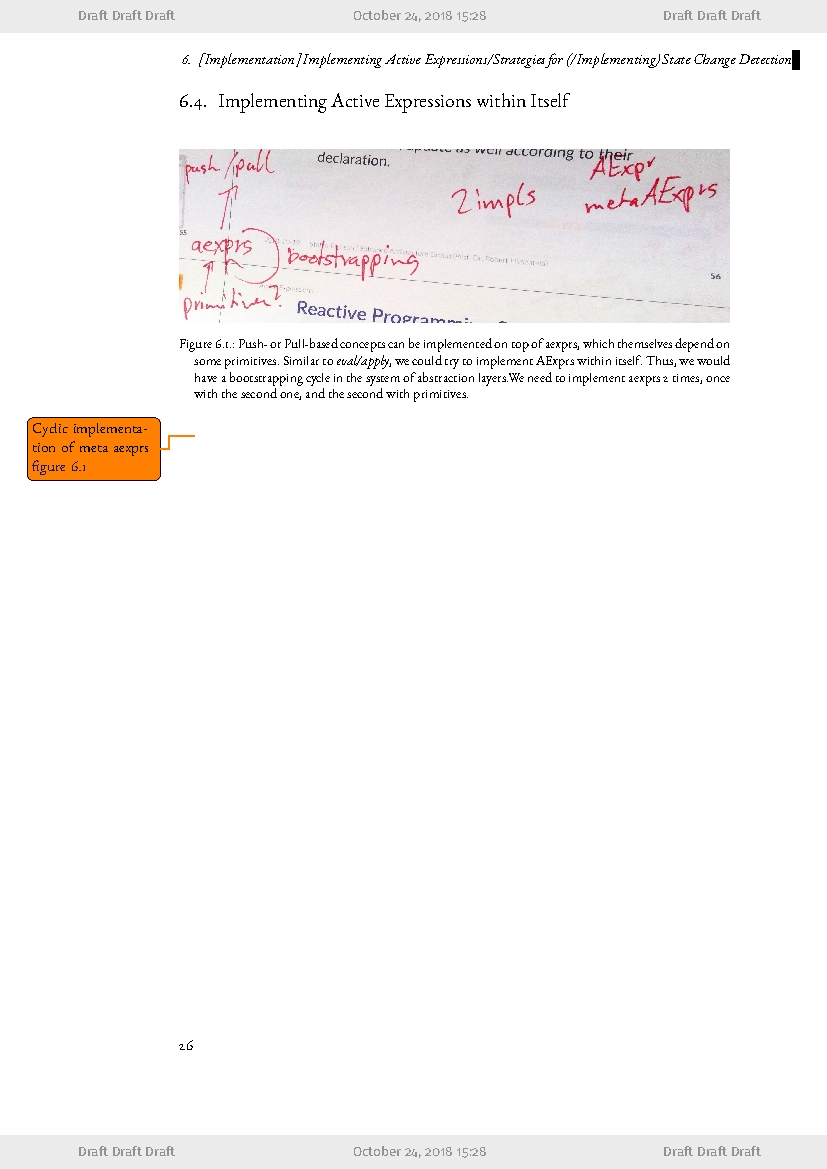 Draft Draft Draft October 24, 2018 15:28 Draft Draft Draft
6. [Implementation] Implementing Active Expressions/Strategies for (/Implementing) State Change Detection
6.4. Implementing Active Expressions within Itself
update as well according to their
declaration.
push/pull
AExpr
2 impls
metaAExprs
55
aexprs
bootstrapping
56
primitives?
Reactive
Figure 6.1.: Push- or Pull-based concepts can be implemented on top of aexprs, which themselves depend on
some primitives. Similar to eval/apply, we could try to implement AExprs within itself. Thus, we would
have a bootstrapping cycle in the system of abstraction layers.We need to implement aexprs 2 times, once
with the second one, and the second with primitives.
Cyclic implementa-
tion of meta aexprs
figure 6.1
26
Draft Draft Draft October 24, 2018 15:28 Draft Draft Draft